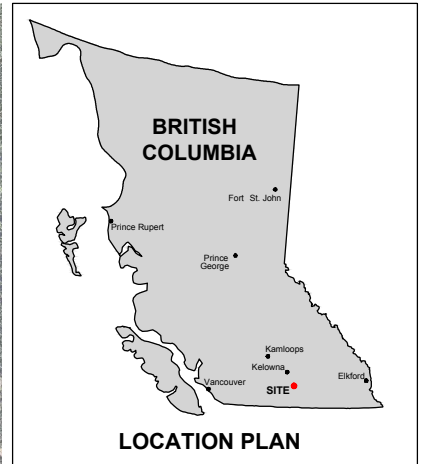 BRITISH
COLUMBIA
Fort St. John
Prince Rupert
Prince
George
Kamloops
Kelowna
Elkford
Vancouver
SITE
LOCATION PLAN